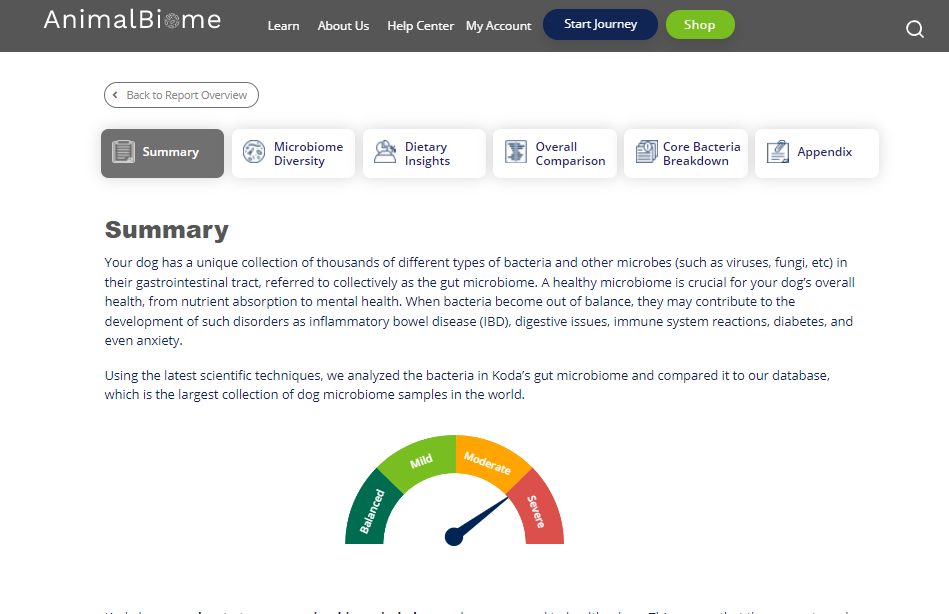 AnimalBiome
Learn About Us Help Center My Account Start Journey Shop
Back to Report Overview
Summary
Microbiome
Diversity
Dietary
Insights
Overall
Comparison
Core Bacteria
Breakdown
Appendix
Summary
Your dog has a unique collection of thousands of different types of bacteria and other microbes (such as viruses, fungi, etc) in
their gastrointestinal tract, referred to collectively as the gut microbiome. A healthy microbiome is crucial for your dog’s overall
health, from nutrient absorption to mental health. When bacteria become out of balance, they may contribute to the
development of such disorders as inflammatory bowel disease (IBD), digestive issues, immune system reactions, diabetes, and
even anxiety.
Using the latest scientific techniques, we analyzed the bacteria in Koda’s gut microbiome and compared it to our database,
which is the largest collection of dog microbiome samples in the world.
Balanced
Mild
Moderate
Severe